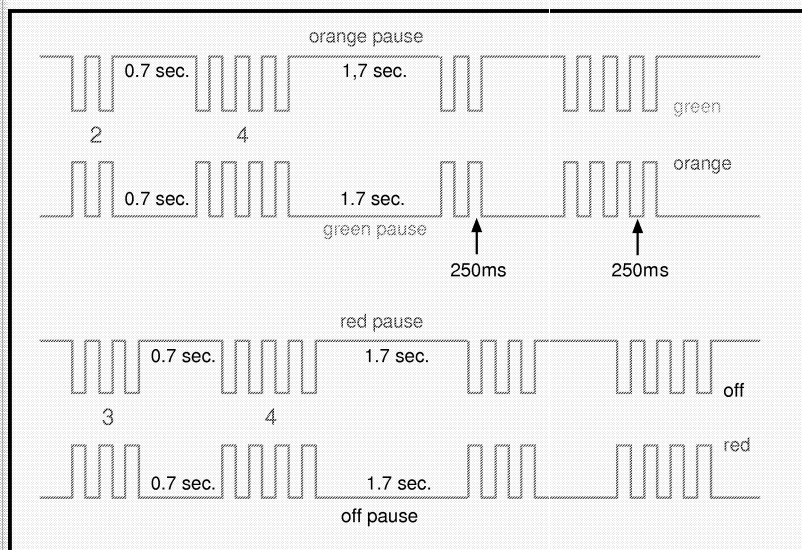 orange pause
0.7 sec. 1,7 sec.
green
2 4
orange
0.7 sec. 1.7 sec.
green pause
250ms 250ms
red pause
0.7 sec. 1.7 sec.
off
3 4
red
0.7 sec. 1.7 sec.
off pause